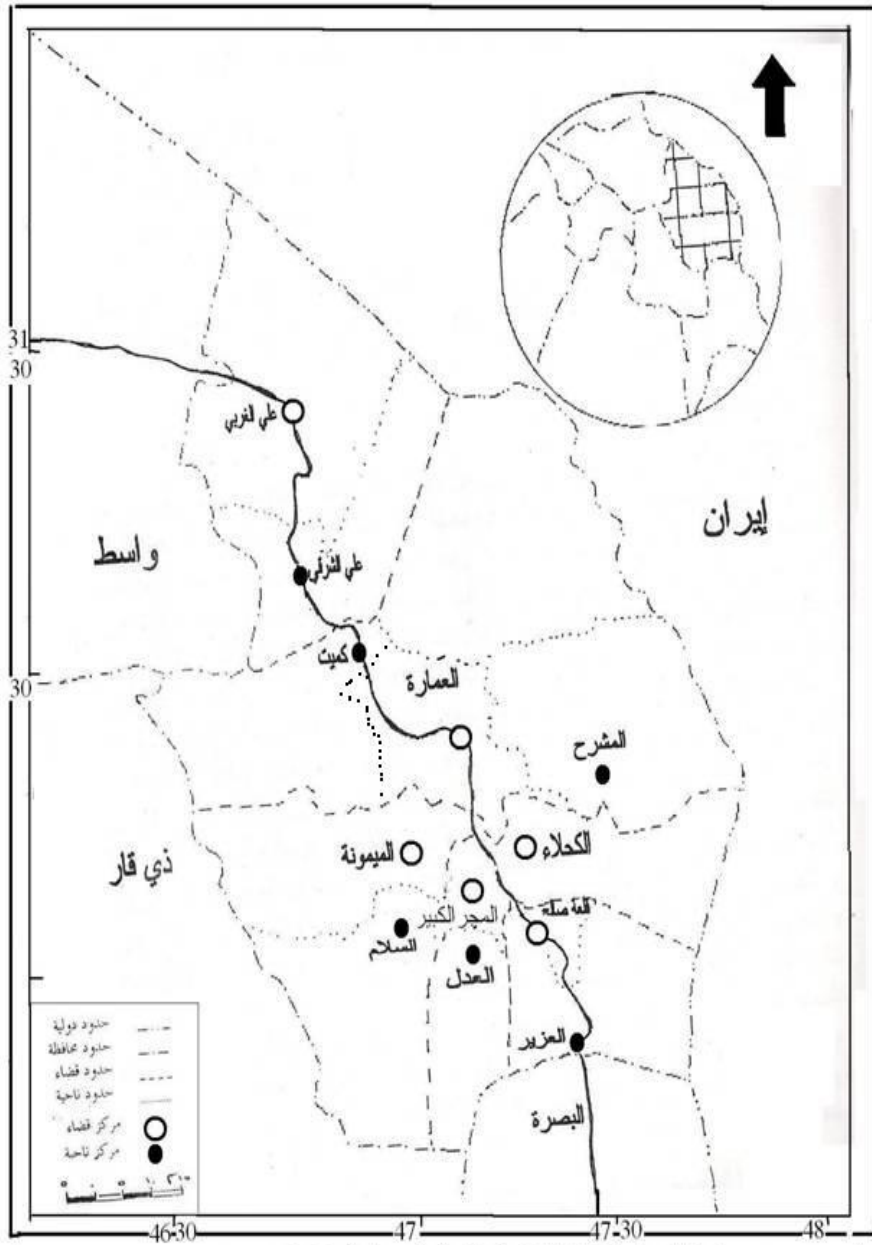 31
30
علي الغربي
إيران
واسط
علي الشرقي
كميت
30
العمارة
المشرح
الكحلاء
الميمونة
ذي قار
المجر الكبير
السلام
العدل
العزير
البصرة
حدود دولية
حدود محافظة
حدود قضاء
حدود ناحية
مركز قضاء
مركز ناحية
46-30
47
47-30
48